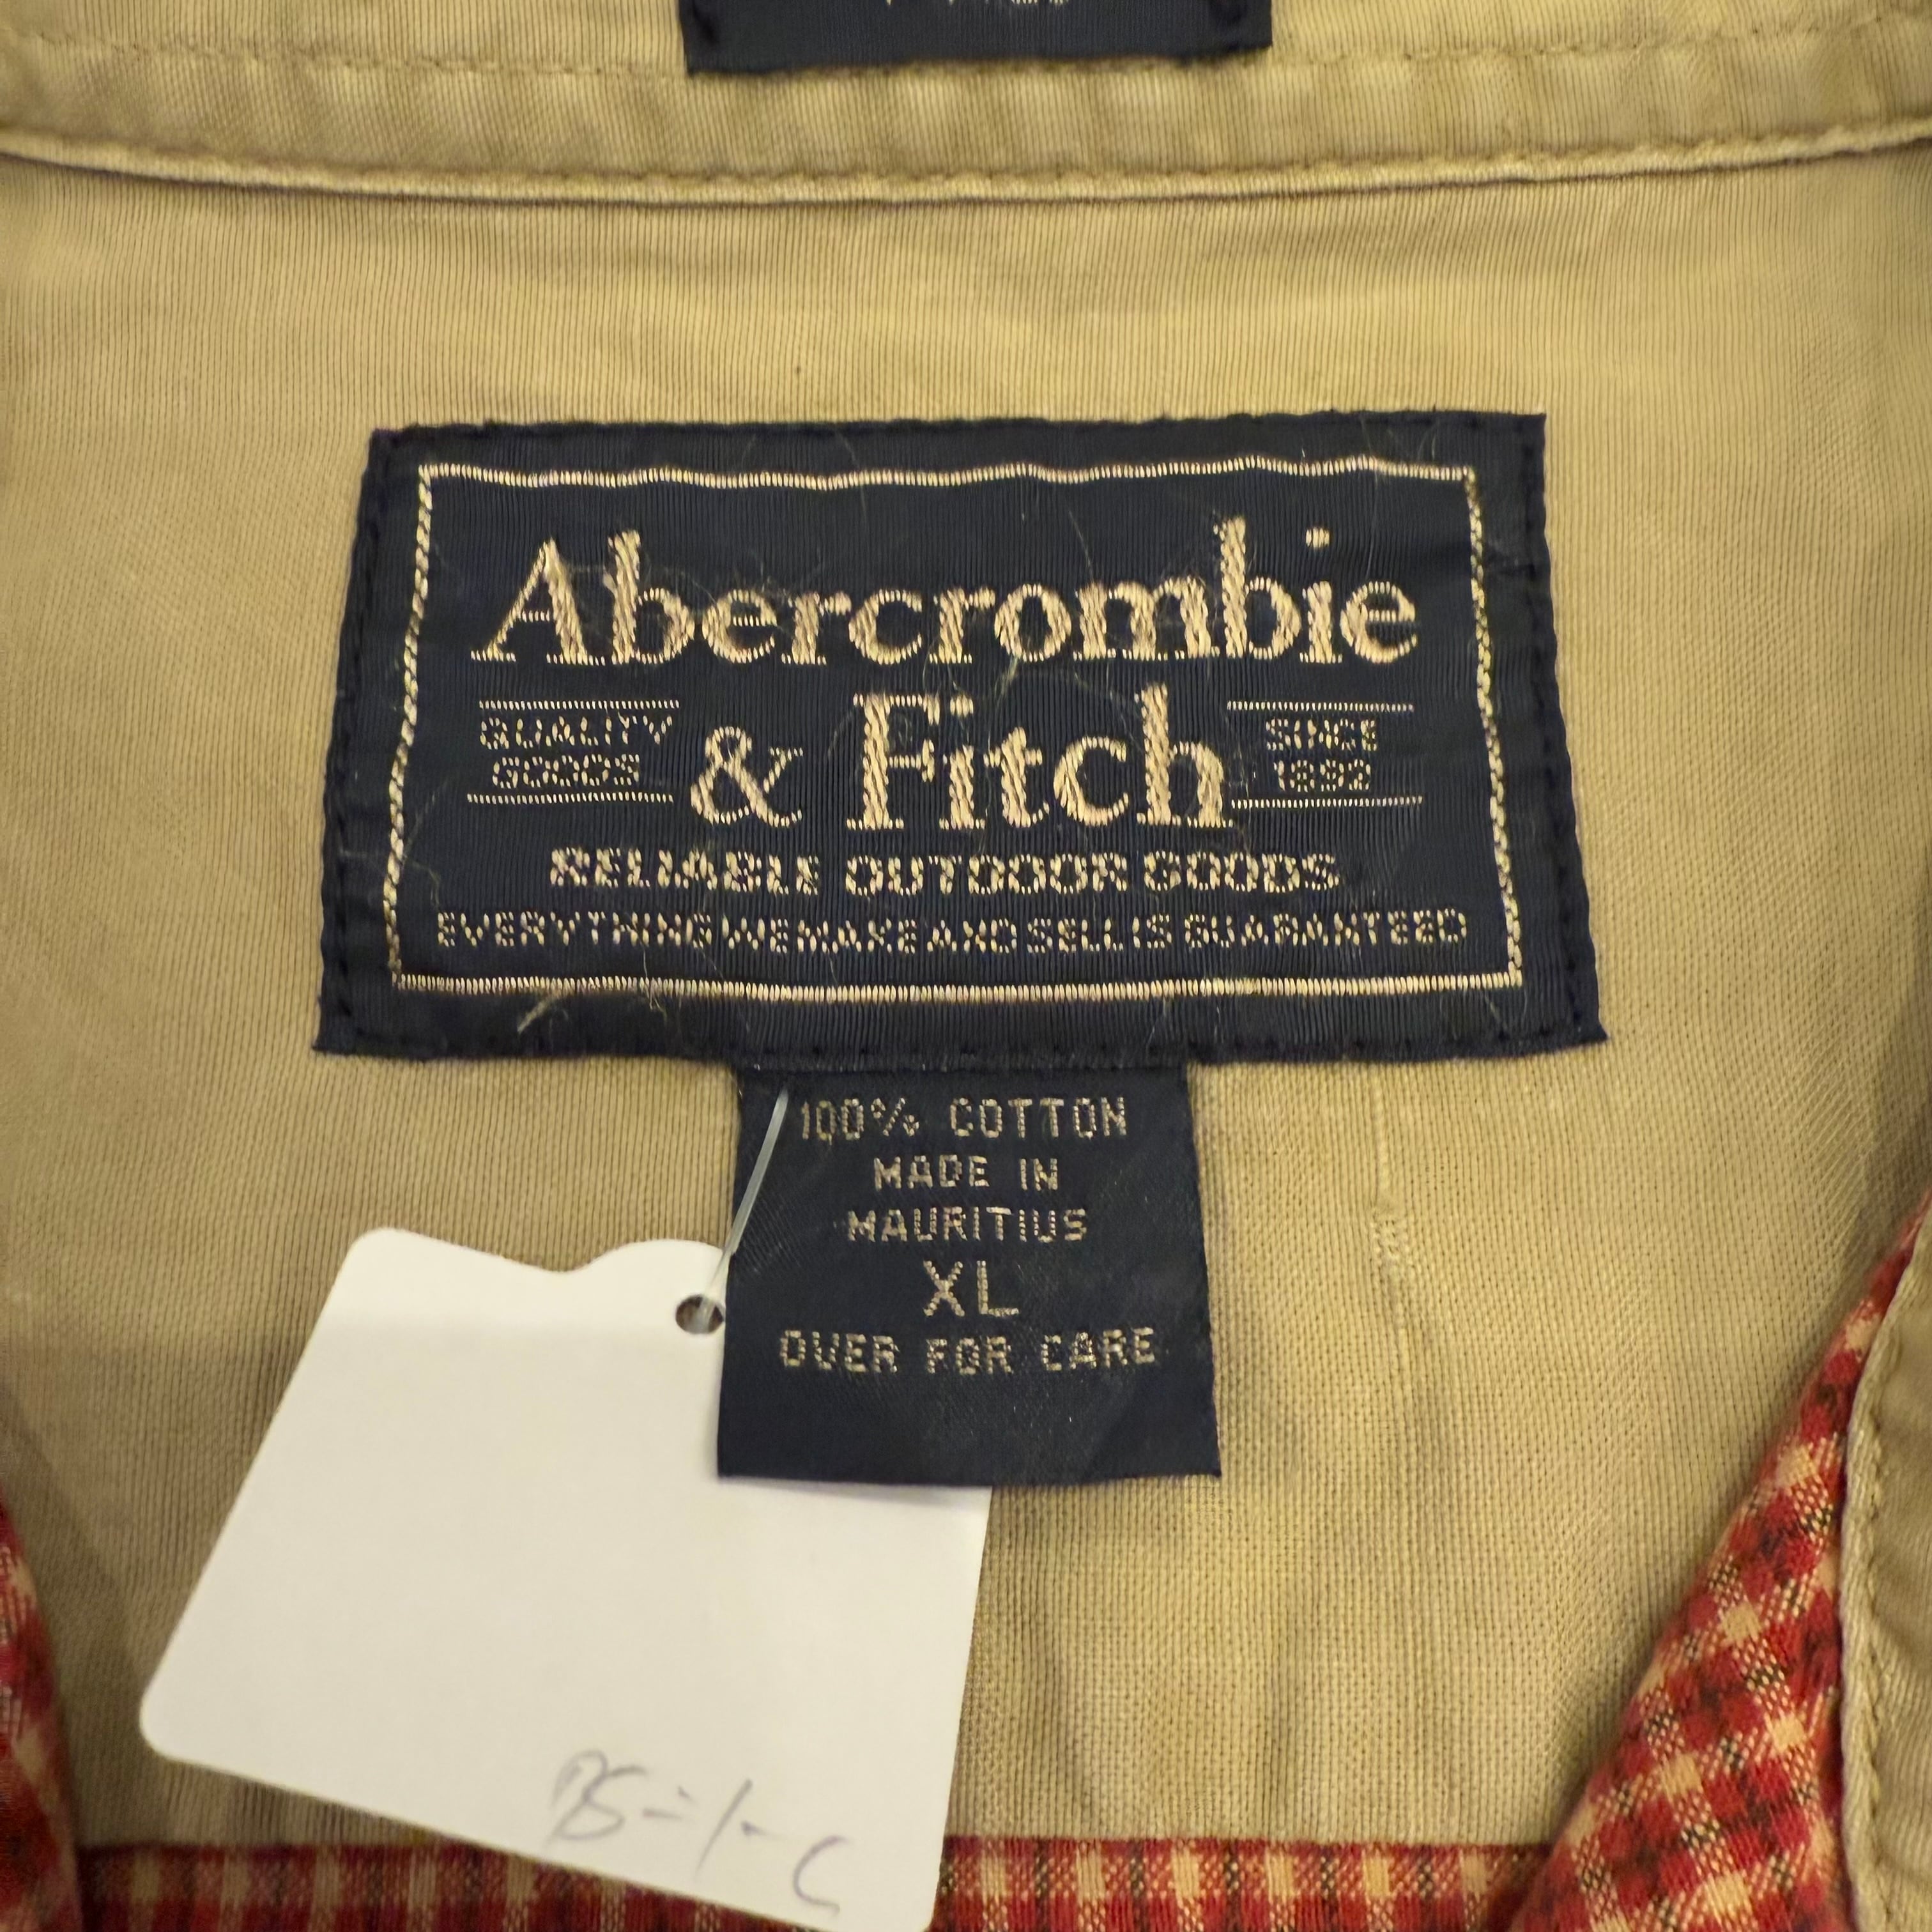 Abercrombie
QUALITY
GOODS
& Fitch
SINCE
1892
RELIABLE OUTDOOR GOODS
EVERYTHING WE MAKE AND SELL IS GUARANTEED
100% COTTON
MADE IN
MAURITIUS
XL
OVER FOR CARE